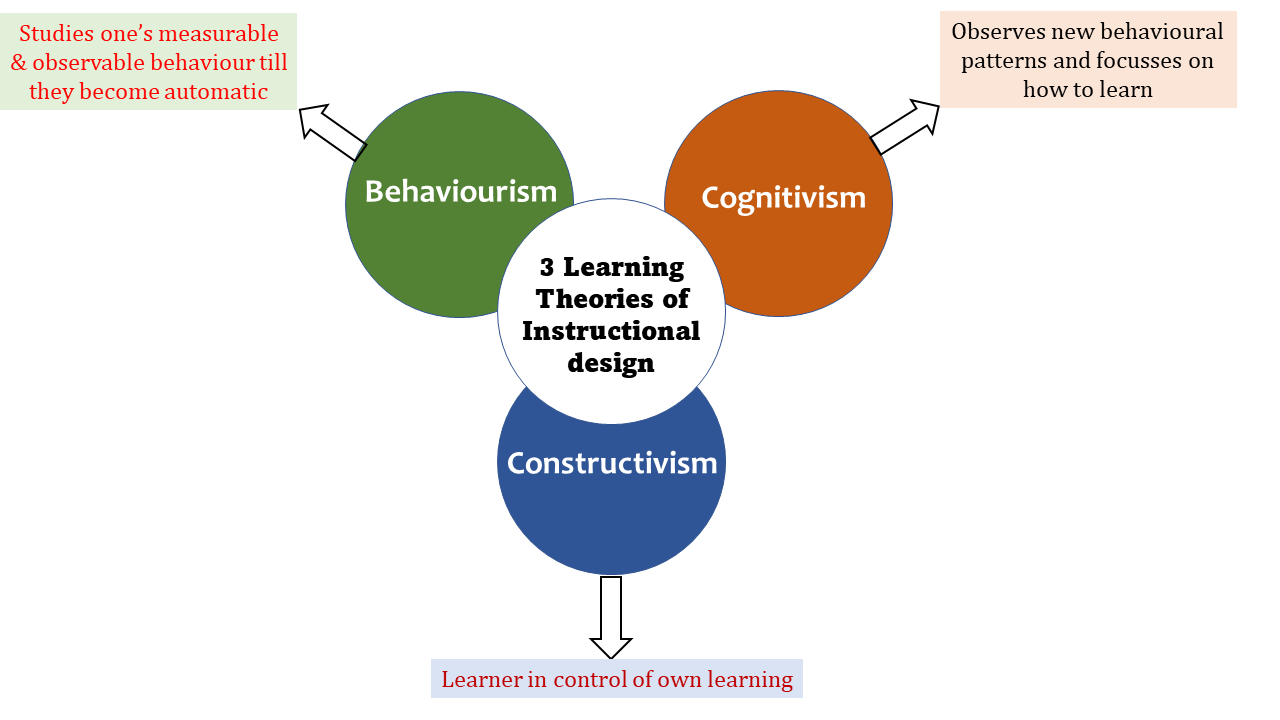 Studies one’s measurable
& observable behaviour till
they become automatic
Observes new behavioural
patterns and focusses on
how to learn
Behaviourism
Cognitivism
3 Learning
Theories of
Instructional
design
Constructivism
Learner in control of own learning